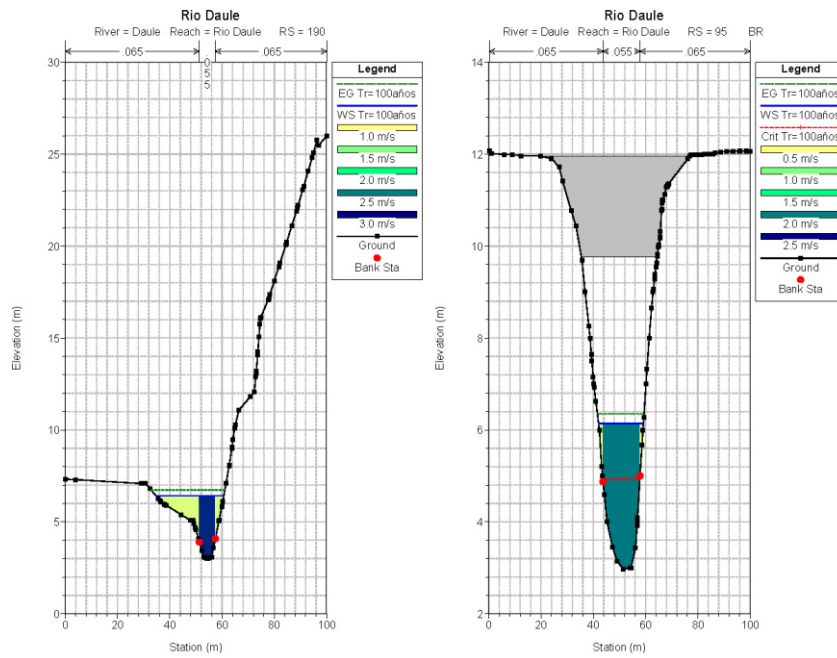 Rio Daule
River = Daule Reach = Rio Daule RS = 190
.065
.055
.065
30
25
20
15
10
5
0
Elevation (m)
0
20
40
60
80
100
Station (m)
Legend
EG Tr=100años
WS Tr=100años
1.0 m/s
1.5 m/s
2.0 m/s
2.5 m/s
3.0 m/s
Ground
Bank Sta
Rio Daule
River = Daule Reach = Rio Daule RS = 95 BR
.065
.055
.065
14
12
10
8
6
4
2
Elevation (m)
0
20
40
60
80
100
Station (m)
Legend
EG Tr=100años
WS Tr=100años
Crit Tr=100años
0.5 m/s
1.0 m/s
1.5 m/s
2.0 m/s
2.5 m/s
Ground
Bank Sta